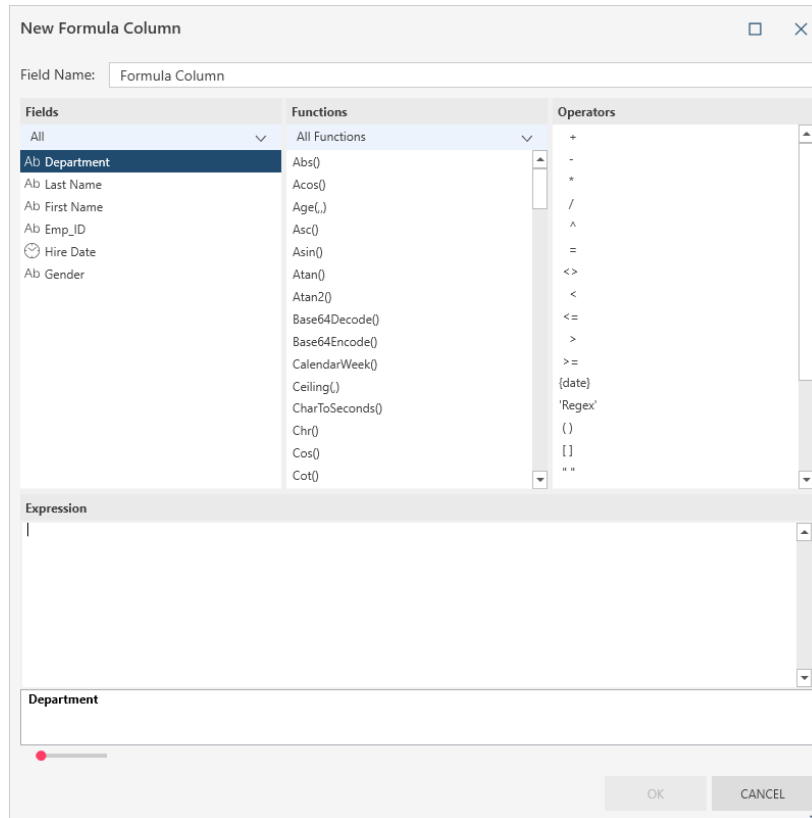 New Formula Column
Field Name: Formula Column
Fields
All
Ab Department
Ab Last Name
Ab First Name
Ab Emp_ID
Hire Date
Ab Gender
Functions
All Functions
Abs()
Acos()
Age(,,)
Asc()
Asin()
Atan()
Atan2()
Base64Decode()
Base64Encode()
CalendarWeek()
Ceiling(,)
CharToSeconds()
Chr()
Cos()
Cot()
Operators
+
-
*
/
^
=
<>
<
<=
>
>=
{date}
'Regex'
( )
[ ]
" "
Expression
Department
OK
CANCEL